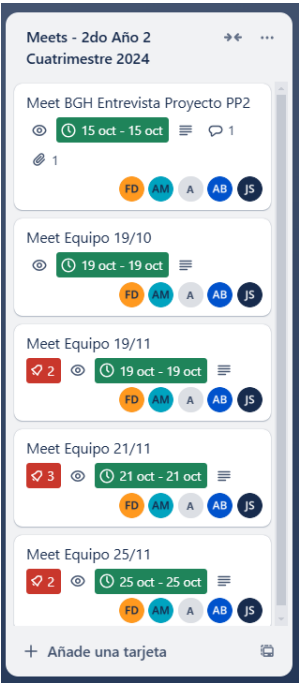 Meets - 2do Año 2
Cuatrimestre 2024
Meet BGH Entrevista Proyecto PP2
15 oct - 15 oct 1
1
FD AM A AB JS
Meet Equipo 19/10
19 oct - 19 oct
FD AM A AB JS
Meet Equipo 19/11
2 19 oct - 19 oct
FD AM A AB JS
Meet Equipo 21/11
3 21 oct - 21 oct
FD AM A AB JS
Meet Equipo 25/11
2 25 oct - 25 oct
FD AM A AB JS
+ Añade una tarjeta